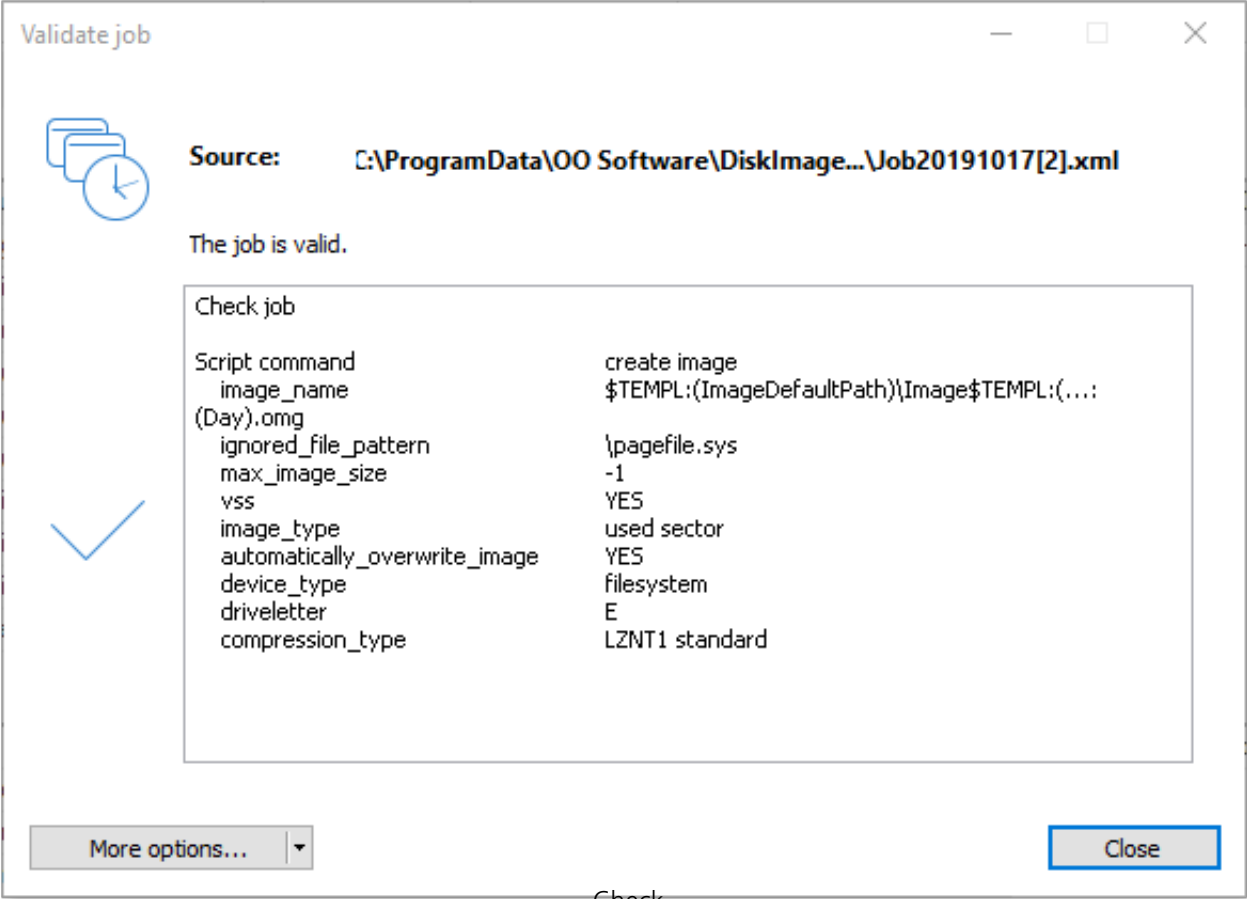 Validate job
Source: C:\ProgramData\OO Software\DiskImage...\Job20191017[2].xml
The job is valid.
Check job
Script command create image
image_name $TEMPL:(ImageDefaultPath)\Image$TEMPL:(...:
(Day).omg
ignored_file_pattern \pagefile.sys
max_image_size -1
vss YES
image_type used sector
automatically_overwrite_image YES
device_type filesystem
driveletter E
compression_type LZNT1 standard
More options... Close
Check